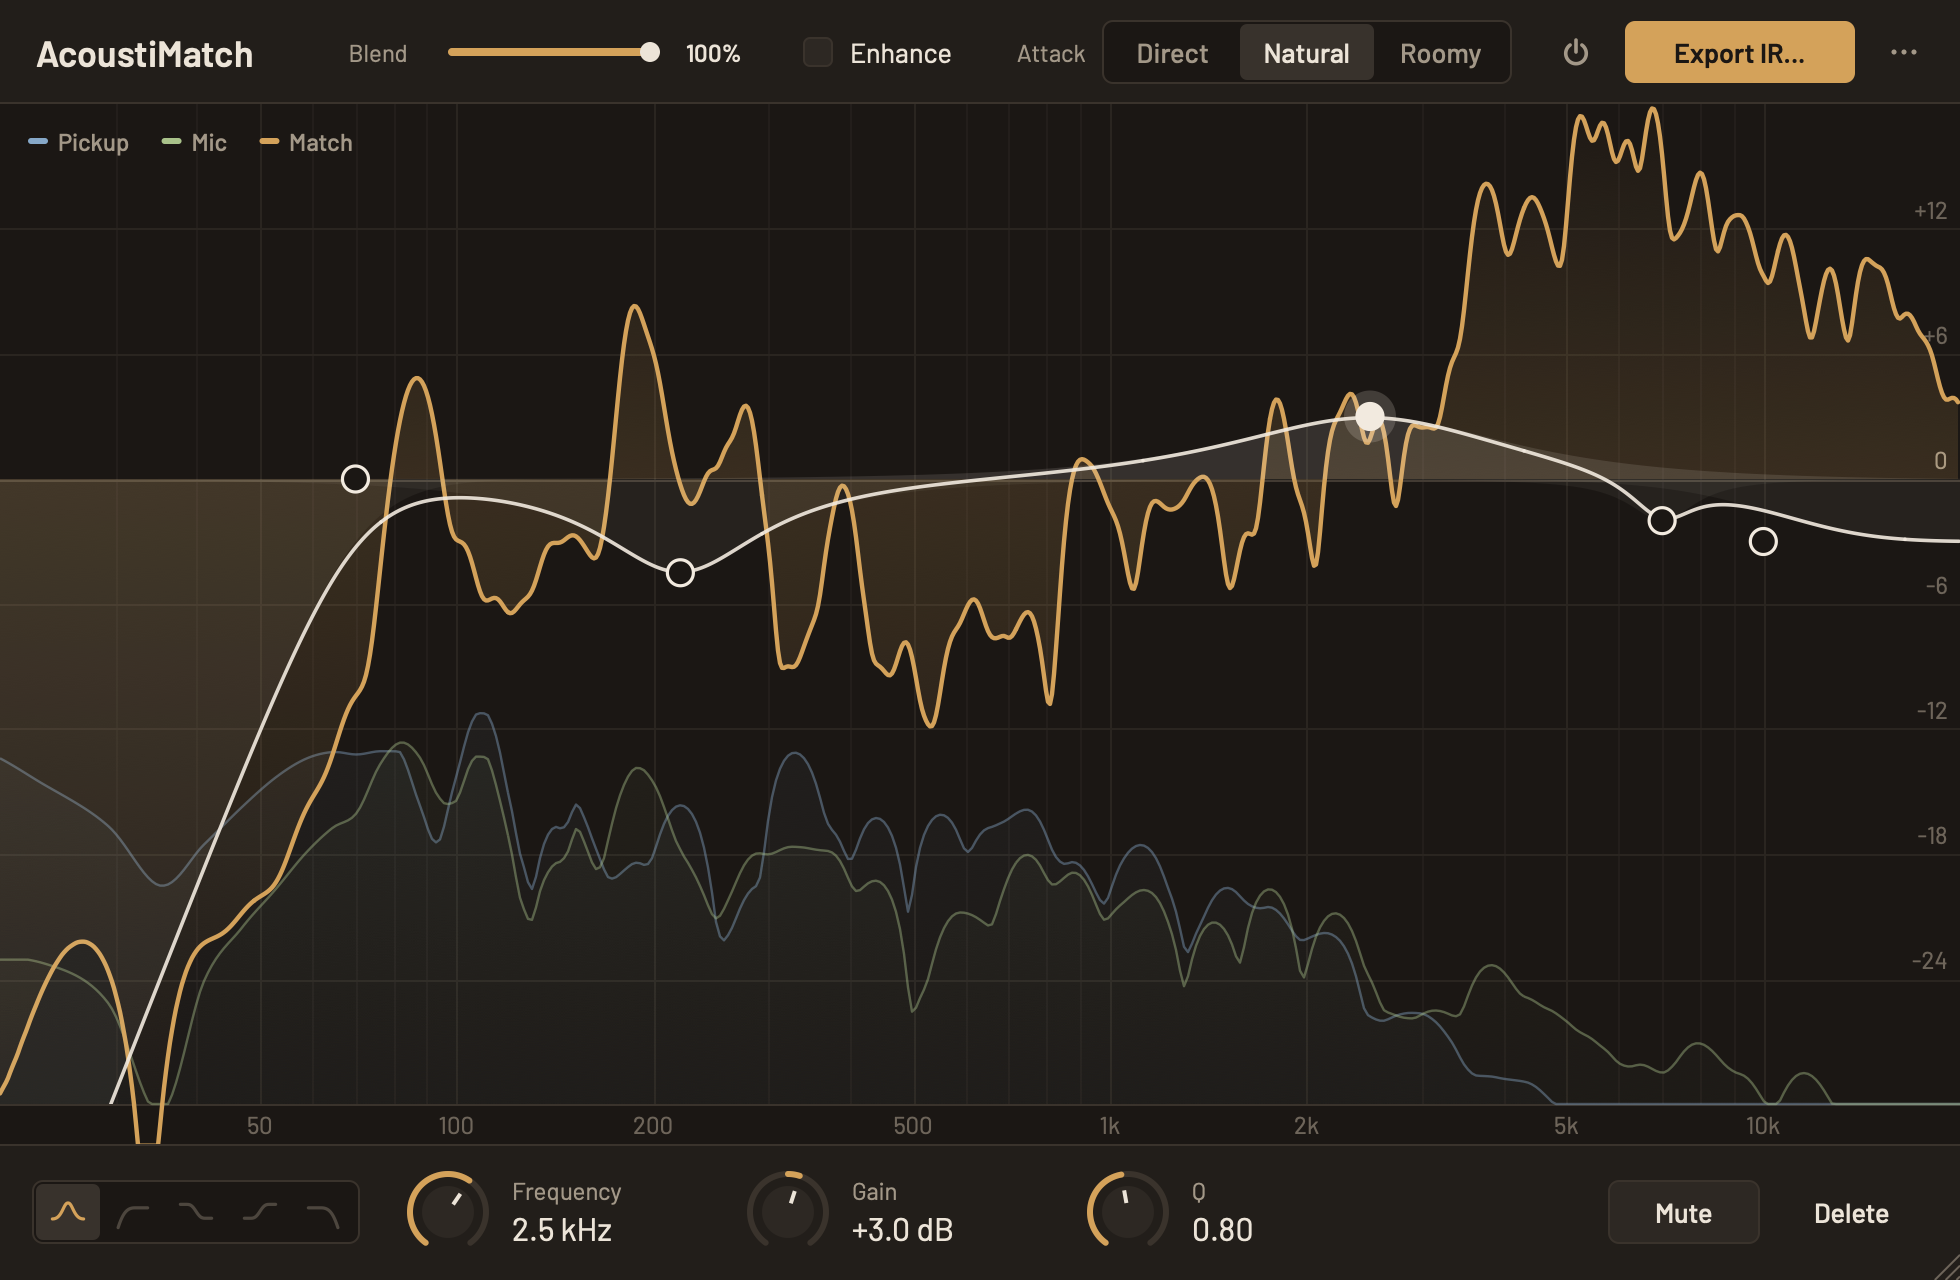 AcoustiMatch Blend 100% Enhance Attack Direct Natural Roomy Export IR...
Pickup Mic Match
+12
+6
0
-6
-12
-18
-24
50 100 200 500 1k 2k 5k 10k
Frequency Gain Q
2.5 kHz +3.0 dB 0.80 Mute Delete